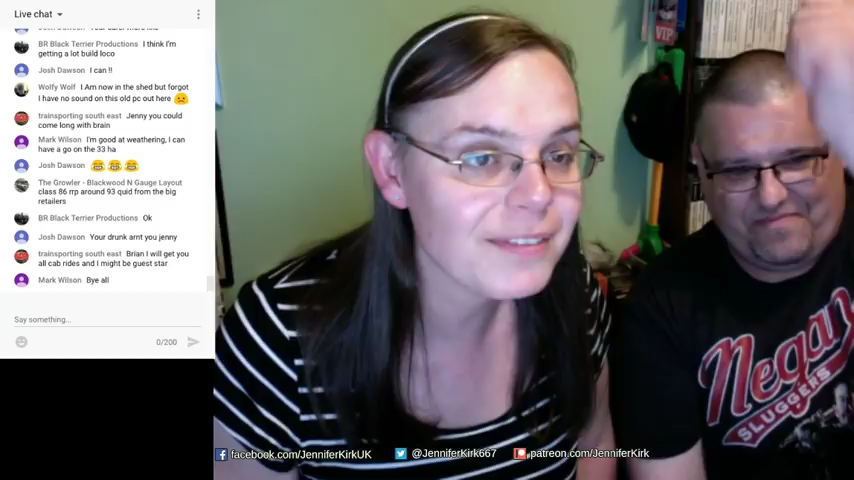 Live chat
BR Black Terrier Productions I think I'm
getting a lot build loco
Josh Dawson I can !!
Wolfy Wolf I Am now in the shed but forgot
I have no sound on this old pc out here
trainsporting south east Jenny you could
come long with brain
Mark Wilson I'm good at weathering, I can
have a go on the 33 ha
Josh Dawson
The Growler - Blackwood N Gauge Layout
class 86 rrp around 93 quid from the big
retailers
BR Black Terrier Productions Ok
Josh Dawson Your drunk arnt you jenny
trainsporting south east Brian I will get you
all cab rides and I might be guest star
Mark Wilson Bye all
Say something...
0/200
VIP
Negan
SLUGGERS
facebook.com/JenniferKirkUK
@JenniferKirk667
patreon.com/JenniferKirk